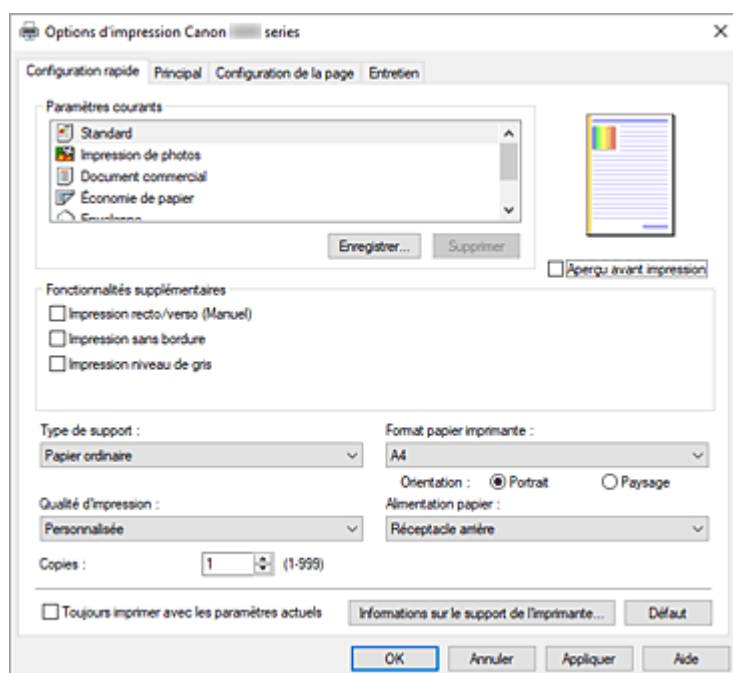 Options d'impression Canon series
Configuration rapide Principal Configuration de la page Entretien
Paramètres courants
Standard
Impression de photos
Document commercial
Économie de papier
Enregistrer... Supprimer
Aperçu avant impression
Fonctionnalités supplémentaires
Impression recto/verso (Manuel)
Impression sans bordure
Impression niveau de gris
Type de support : Format papier imprimante :
Papier ordinaire A4
Orientation : Portrait Paysage
Qualité d'impression : Alimentation papier :
Personnalisée Réceptacle arrière
Copies : 1 (1-999)
Toujours imprimer avec les paramètres actuels Informations sur le support de l'imprimante... Défaut
OK Annuler Appliquer Aide